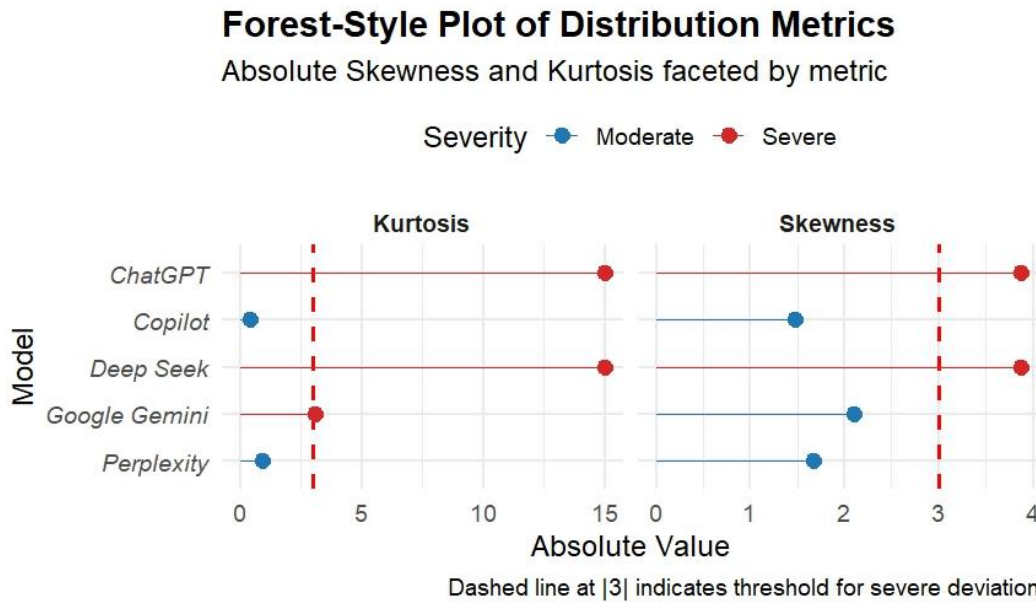 Forest-Style Plot of Distribution Metrics
Absolute Skewness and Kurtosis faceted by metric
Severity Moderate Severe
Kurtosis Skewness
Model
ChatGPT
Copilot
Deep Seek
Google Gemini
Perplexity
0 5 10 15 0 1 2 3 4
Absolute Value
Dashed line at |3| indicates threshold for severe deviation